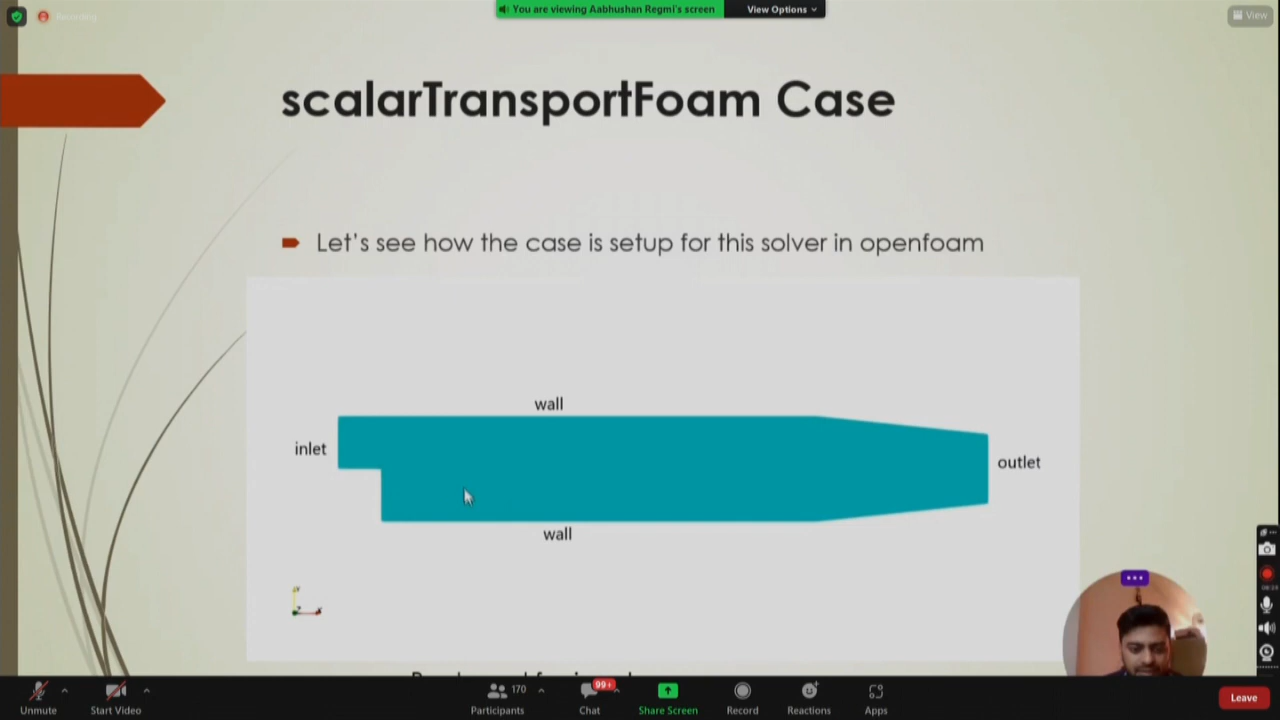 Recording
You are viewing Aabhushan Regmi's screen
View Options
View
scalarTransportFoam Case
Let's see how the case is setup for this solver in openfoam
wall
inlet
outlet
wall
Unmute
Start Video
170
Participants
99+
Chat
Share Screen
Record
Reactions
Apps
Leave